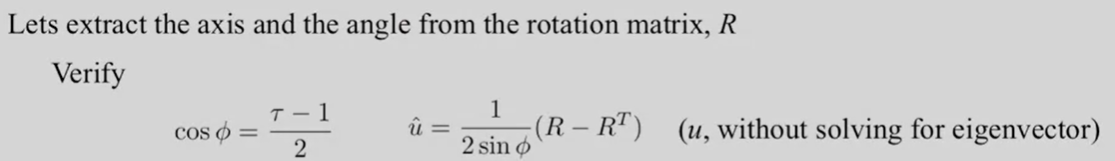 Lets extract the axis and the angle from the rotation matrix, R
Verify
cos ϕ = (τ − 1)/2    û = 1/(2 sin ϕ) (R − Rᵀ)    (u, without solving for eigenvector)